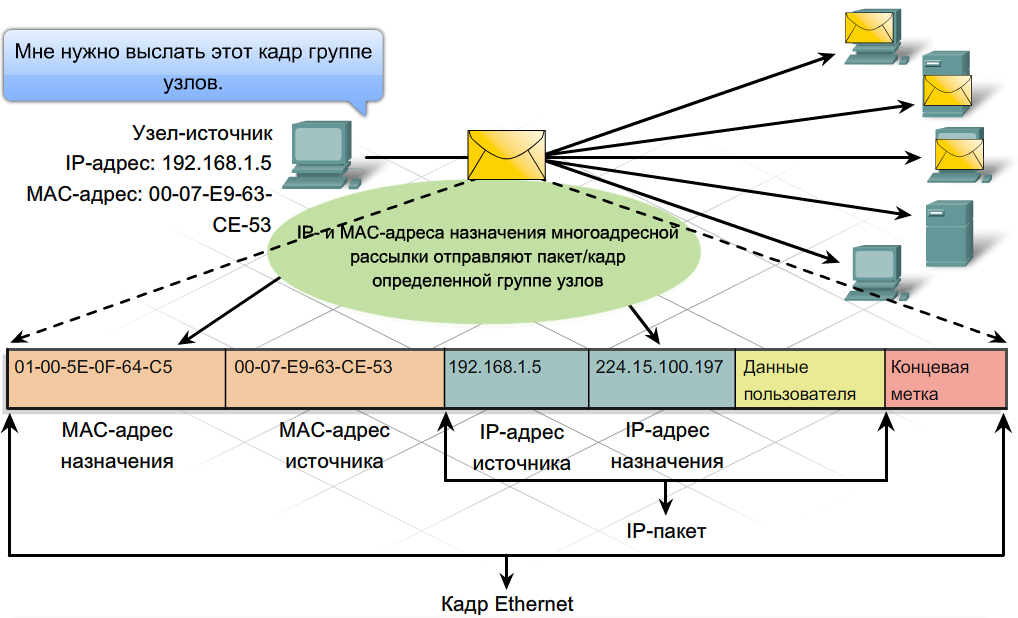 Мне нужно выслать этот кадр группе
узлов.
Узел-источник
IP-адрес: 192.168.1.5
MAC-адрес: 00-07-E9-63-
CE-53
IP- и MAC-адреса назначения многоадресной
рассылки отправляют пакет/кадр
определенной группе узлов
01-00-5E-0F-64-C5
00-07-E9-63-CE-53
192.168.1.5
224.15.100.197
Данные
пользователя
Концевая
метка
MAC-адрес
назначения
MAC-адрес
источника
IP-адрес
источника
IP-адрес
назначения
IP-пакет
Кадр Ethernet